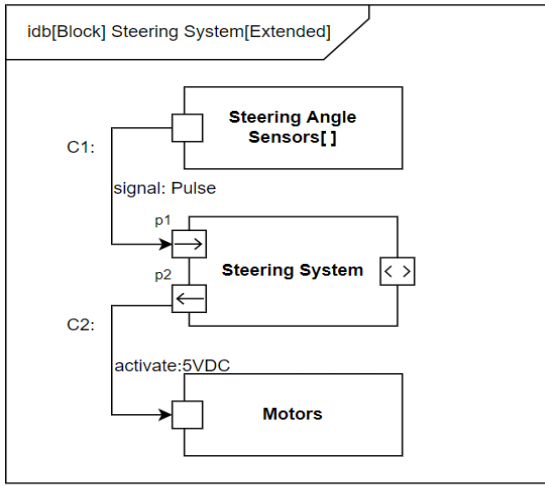 idb[Block] Steering System[Extended]
Steering Angle
Sensors[ ]
C1:
signal: Pulse
p1
Steering System
< >
p2
C2:
activate:5VDC
Motors